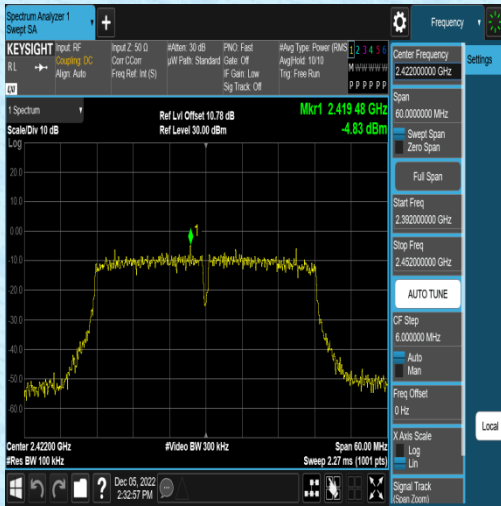 Spectrum Analyzer 1
Swept SA
Frequency
KEYSIGHT
Input: RF
Input Z: 50 Ω
#Atten: 30 dB
PNO: Fast
#Avg Type: Power (RMS
1 2 3 4 5 6
R L
Coupling: DC
Corr CCorr
µW Path: Standard
Gate: Off
Avg|Hold: 10/10
M W W W W W
Align: Auto
Freq Ref: Int (S)
IF Gain: Low
Trig: Free Run
Sig Track: Off
P P P P P P
LXI
1 Spectrum
Ref Lvl Offset 10.78 dB
Mkr1 2.419 48 GHz
Scale/Div 10 dB
Ref Level 30.00 dBm
-4.83 dBm
Log
20.0
10.0
0.00
-10.0
-20.0
-30.0
-40.0
-50.0
-60.0
1
Center 2.42200 GHz
#Video BW 300 kHz
Span 60.00 MHz
#Res BW 100 kHz
Sweep 2.27 ms (1001 pts)
Dec 05, 2022
2:32:57 PM
Center Frequency
2.422000000 GHz
Settings
Span
60.0000000 MHz
Swept Span
Zero Span
Full Span
Start Freq
2.392000000 GHz
Stop Freq
2.452000000 GHz
AUTO TUNE
CF Step
6.000000 MHz
Auto
Man
Freq Offset
0 Hz
X Axis Scale
Log
Lin
Local
Signal Track
(Span Zoom)